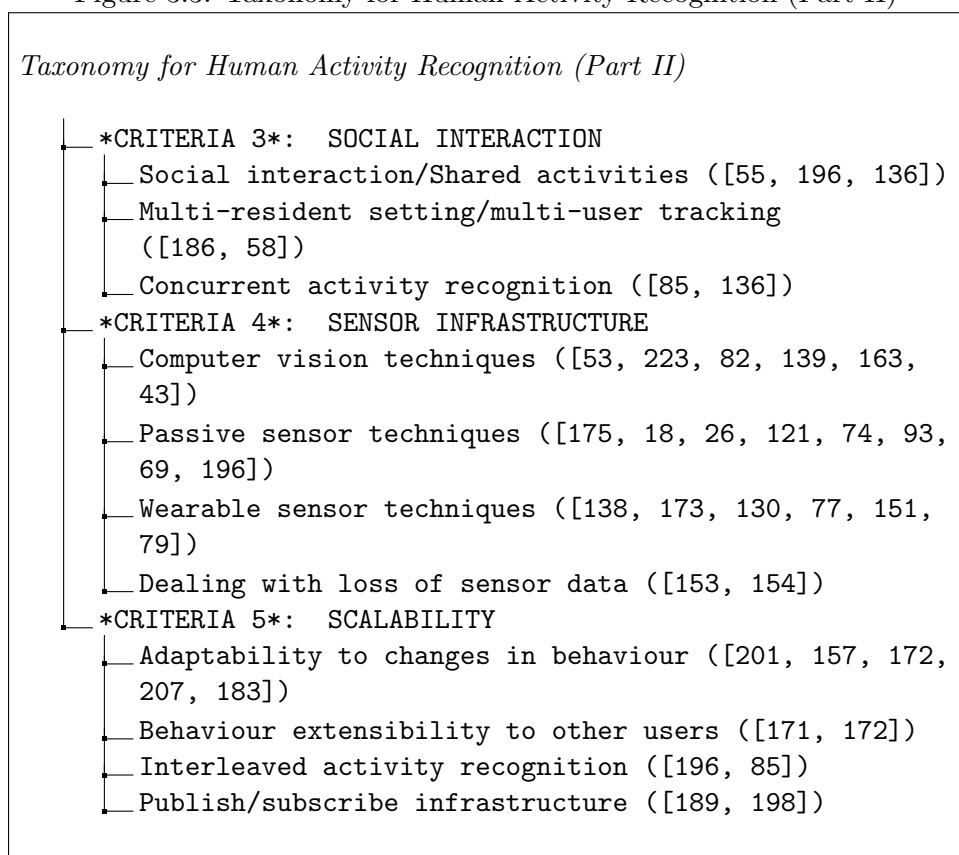 Figure 3.3: Taxonomy for Human Activity Recognition (Part II)
Taxonomy for Human Activity Recognition (Part II)
*CRITERIA 3*: SOCIAL INTERACTION
Social interaction/Shared activities ([55, 196, 136])
Multi-resident setting/multi-user tracking
([186, 58])
Concurrent activity recognition ([85, 136])
*CRITERIA 4*: SENSOR INFRASTRUCTURE
Computer vision techniques ([53, 223, 82, 139, 163,
43])
Passive sensor techniques ([175, 18, 26, 121, 74, 93,
69, 196])
Wearable sensor techniques ([138, 173, 130, 77, 151,
79])
Dealing with loss of sensor data ([153, 154])
*CRITERIA 5*: SCALABILITY
Adaptability to changes in behaviour ([201, 157, 172,
207, 183])
Behaviour extensibility to other users ([171, 172])
Interleaved activity recognition ([196, 85])
Publish/subscribe infrastructure ([189, 198])